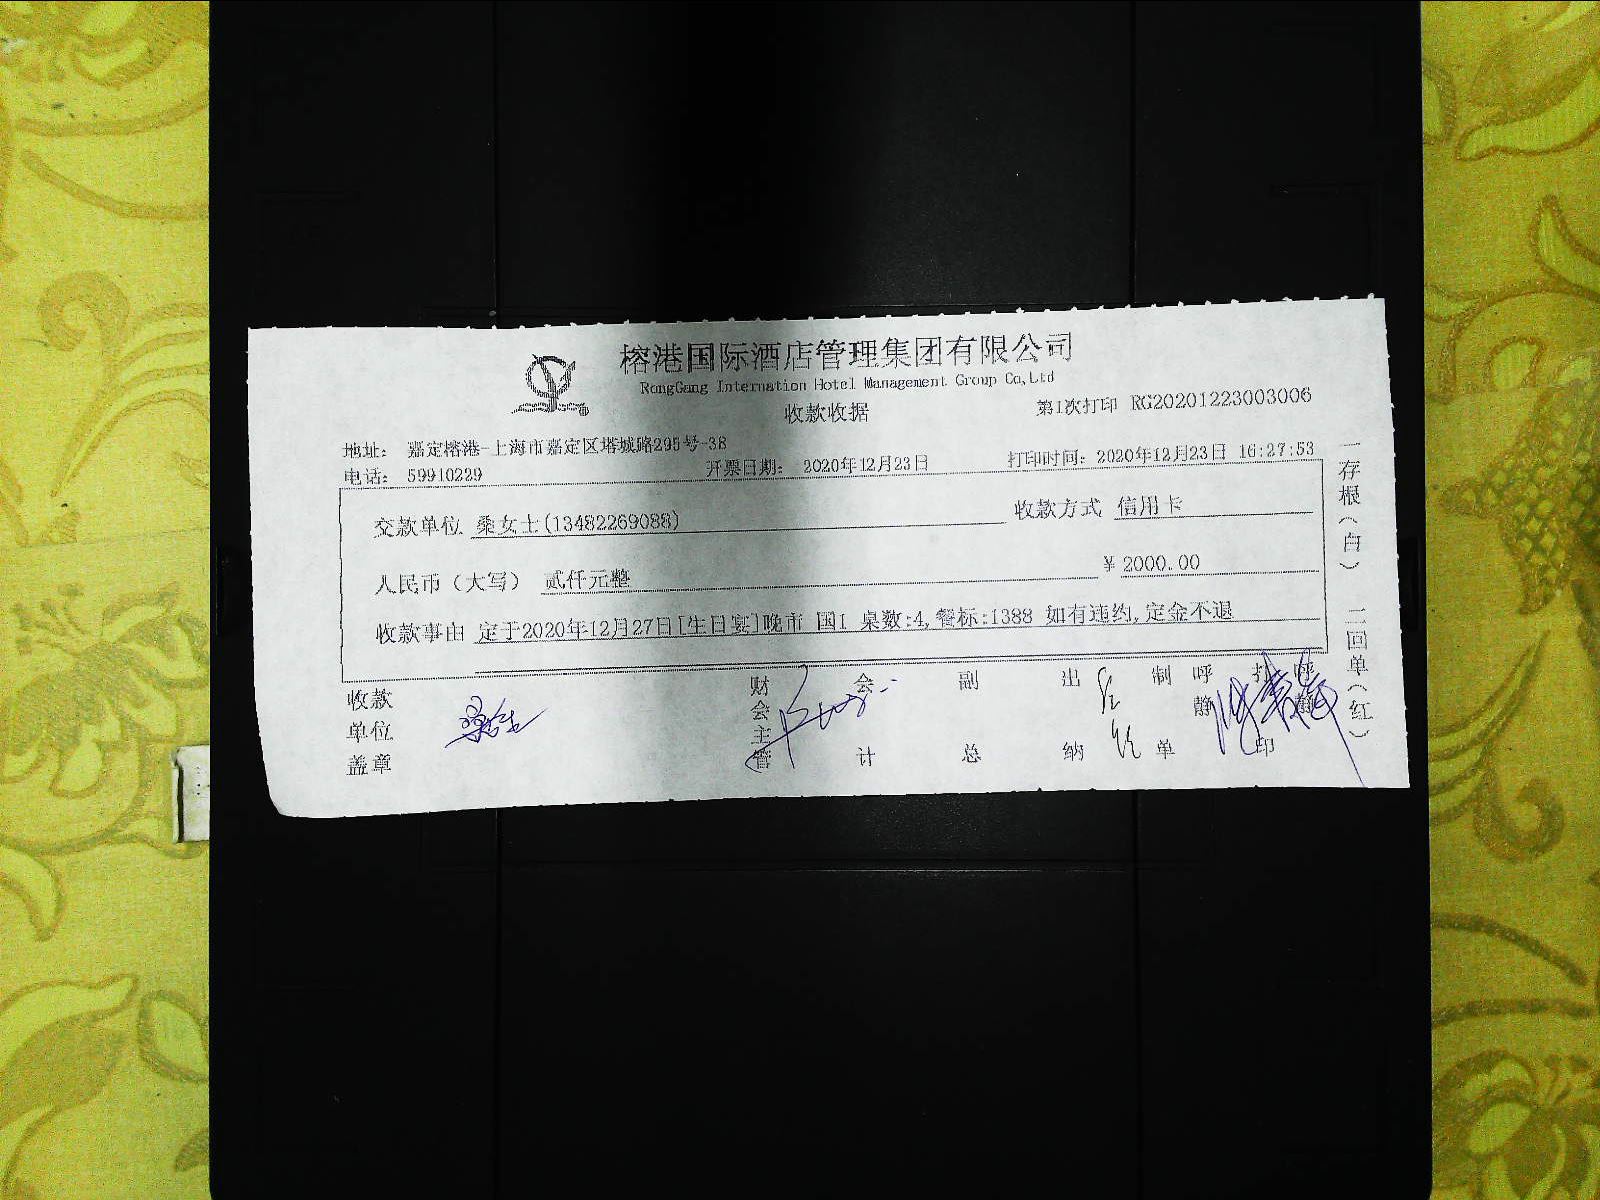 榕港国际酒店管理集团有限公司
RongGang Internation Hotel Management Group Co,Ltd
收款收据
第1次打印 RG20201223003006
地址： 嘉定榕港-上海市嘉定区塔城路295号-38
电话： 59910229 开票日期： 2020年12月23日 打印时间：2020年12月23日 16:27:53
交款单位 桑女士(13482269088) 收款方式 信用卡
人民币（大写） 贰仟元整 ￥2000.00
收款事由 定于2020年12月27日[生日宴]晚市 国1 桌数:4,餐标:1388 如有违约,定金不退
收款单位盖章
财会主管
会计
副总
出纳
制单
呼静
打印
呼静
一存根(白) 二回单(红)